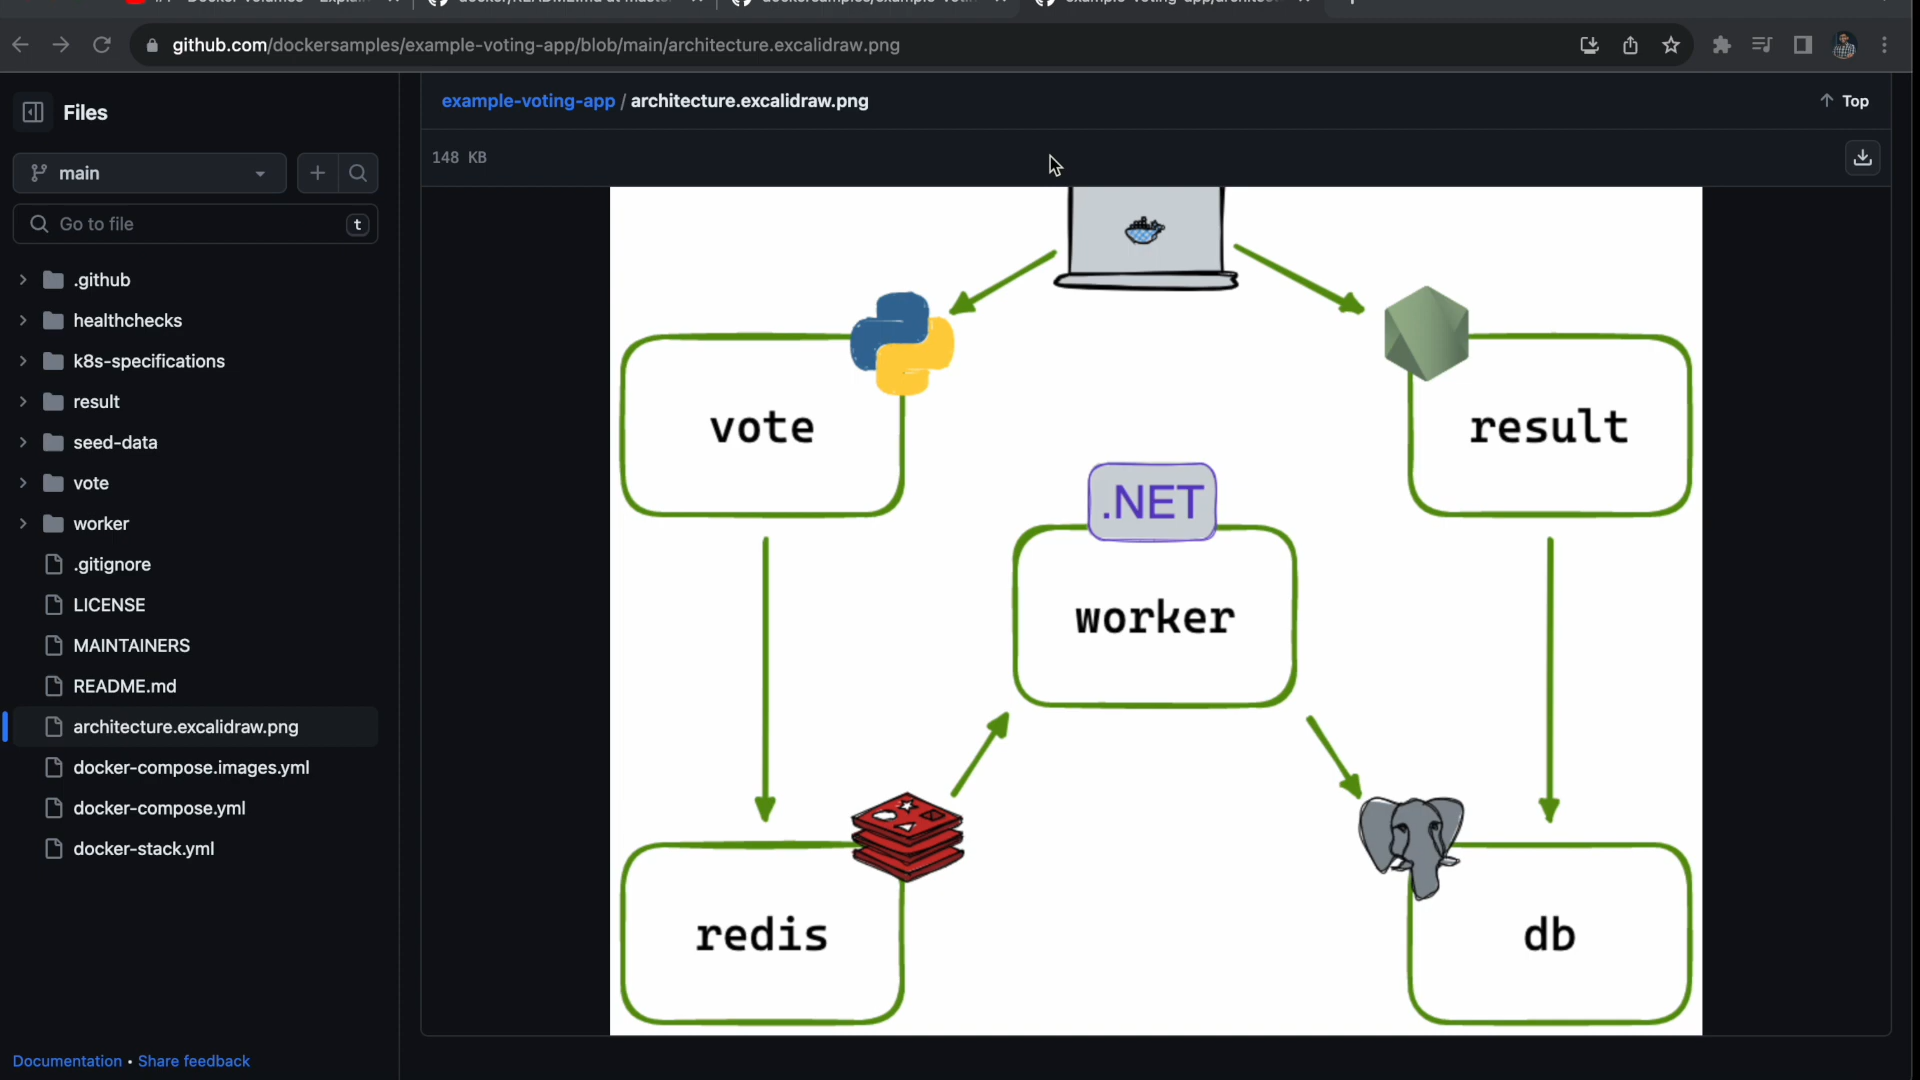 github.com/dockersamples/example-voting-app/blob/main/architecture.excalidraw.png
Files
example-voting-app / architecture.excalidraw.png
Top
148 KB
main
Go to file
t
.github
healthchecks
k8s-specifications
result
seed-data
vote
worker
.gitignore
LICENSE
MAINTAINERS
README.md
architecture.excalidraw.png
docker-compose.images.yml
docker-compose.yml
docker-stack.yml
Documentation • Share feedback
vote
result
.NET
worker
redis
db